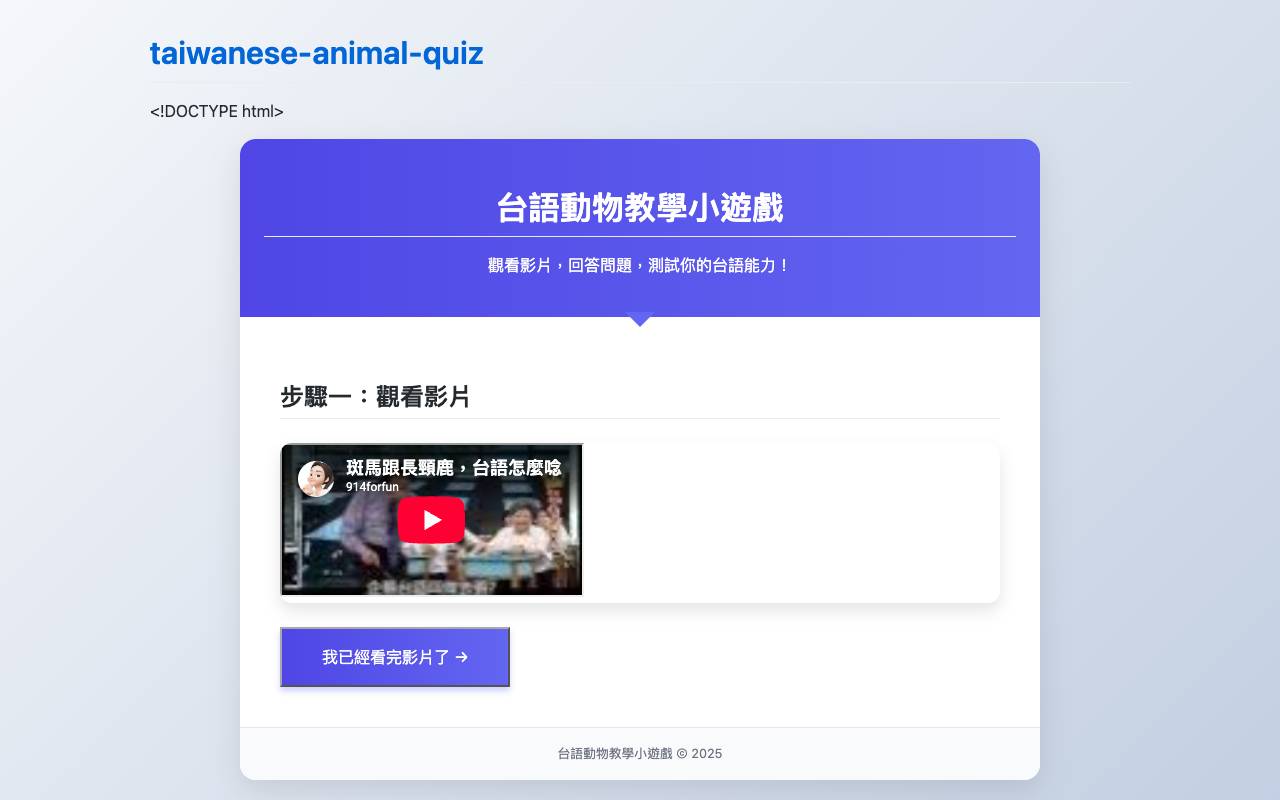 taiwanese-animal-quiz
<!DOCTYPE html>
台語動物教學小遊戲
觀看影片，回答問題，測試你的台語能力！
步驟一：觀看影片
斑馬跟長頸鹿，台語怎麼唸
914forfun
我已經看完影片了 →
台語動物教學小遊戲 © 2025